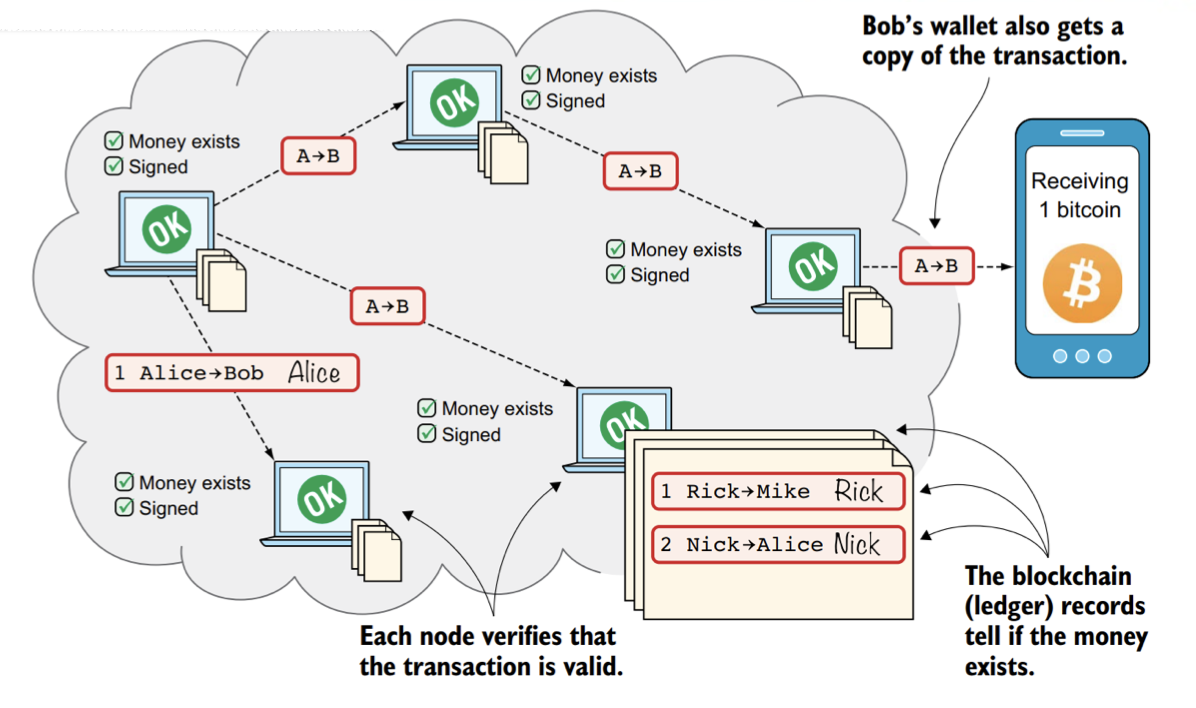 Bob's wallet also gets a
copy of the transaction.
Money exists
Signed
OK
Money exists
Signed
OK
A→B
A→B
Receiving
1 bitcoin
₿
Money exists
Signed
OK
A→B
A→B
1 Alice→Bob Alice
Money exists
Signed
OK
Money exists
Signed
OK
1 Rick→Mike Rick
2 Nick→Alice Nick
The blockchain
(ledger) records
tell if the money
exists.
Each node verifies that
the transaction is valid.